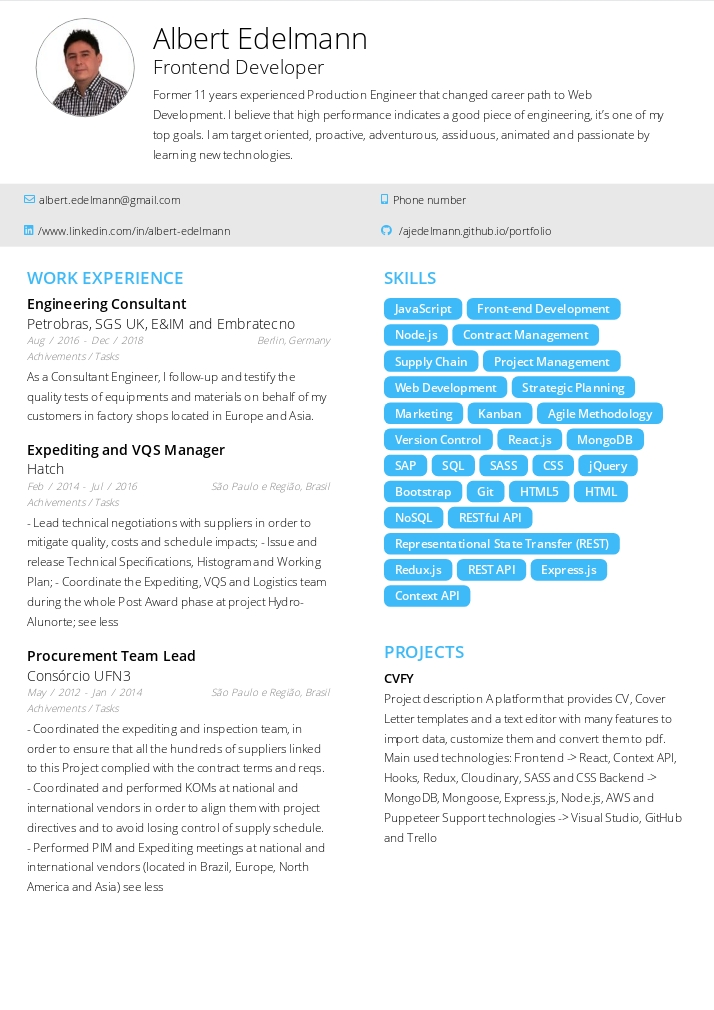 Albert Edelmann
Frontend Developer
Former 11 years experienced Production Engineer that changed career path to Web
Development. I believe that high performance indicates a good piece of engineering, it's one of my
top goals. I am target oriented, proactive, adventurous, assiduous, animated and passionate by
learning new technologies.
albert.edelmann@gmail.com
Phone number
/www.linkedin.com/in/albert-edelmann
/ajedelmann.github.io/portfolio
WORK EXPERIENCE
Engineering Consultant
Petrobras, SGS UK, E&IM and Embratecno
Aug / 2016 - Dec / 2018 Berlin, Germany
Achivements / Tasks
As a Consultant Engineer, I follow-up and testify the
quality tests of equipments and materials on behalf of my
customers in factory shops located in Europe and Asia.
Expediting and VQS Manager
Hatch
Feb / 2014 - Jul / 2016 São Paulo e Região, Brasil
Achivements / Tasks
- Lead technical negotiations with suppliers in order to
mitigate quality, costs and schedule impacts; - Issue and
release Technical Specifications, Histogram and Working
Plan; - Coordinate the Expediting, VQS and Logistics team
during the whole Post Award phase at project Hydro-
Alunorte; see less
Procurement Team Lead
Consórcio UFN3
May / 2012 - Jan / 2014 São Paulo e Região, Brasil
Achivements / Tasks
- Coordinated the expediting and inspection team, in
order to ensure that all the hundreds of suppliers linked
to this Project complied with the contract terms and reqs.
- Coordinated and performed KOMs at national and
international vendors in order to align them with project
directives and to avoid losing control of supply schedule.
- Performed PIM and Expediting meetings at national and
international vendors (located in Brazil, Europe, North
America and Asia) see less
SKILLS
JavaScript Front-end Development
Node.js Contract Management
Supply Chain Project Management
Web Development Strategic Planning
Marketing Kanban Agile Methodology
Version Control React.js MongoDB
SAP SQL SASS CSS jQuery
Bootstrap Git HTML5 HTML
NoSQL RESTful API
Representational State Transfer (REST)
Redux.js REST API Express.js
Context API
PROJECTS
CVFY
Project description A platform that provides CV, Cover
Letter templates and a text editor with many features to
import data, customize them and convert them to pdf.
Main used technologies: Frontend -> React, Context API,
Hooks, Redux, Cloudinary, SASS and CSS Backend ->
MongoDB, Mongoose, Express.js, Node.js, AWS and
Puppeteer Support technologies -> Visual Studio, GitHub
and Trello